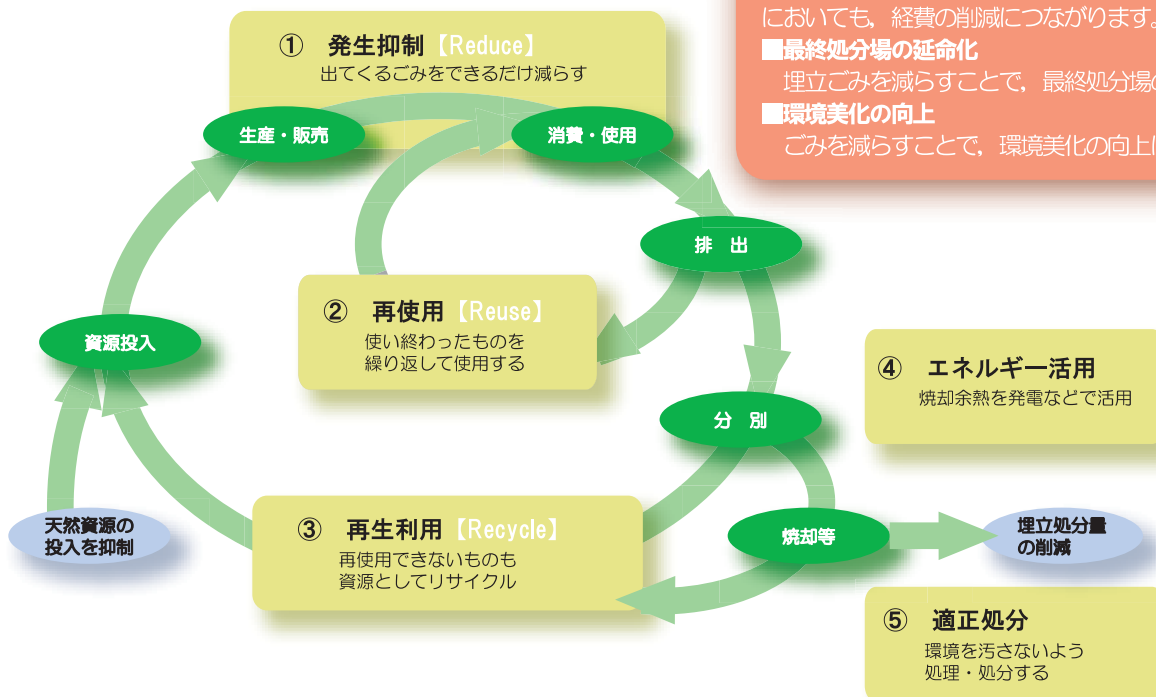 においても，経費の削減につながります。
■最終処分場の延命化
埋立ごみを減らすことで，最終処分場の
■環境美化の向上
ごみを減らすことで，環境美化の向上に
① 発生抑制【Reduce】
出てくるごみをできるだけ減らす
生産・販売
消費・使用
排 出
② 再使用【Reuse】
使い終わったものを
繰り返して使用する
資源投入
④ エネルギー活用
焼却余熱を発電などで活用
分 別
③ 再生利用【Recycle】
再使用できないものも
資源としてリサイクル
天然資源の
投入を抑制
焼却等
埋立処分量
の削減
⑤ 適正処分
環境を汚さないよう
処理・処分する